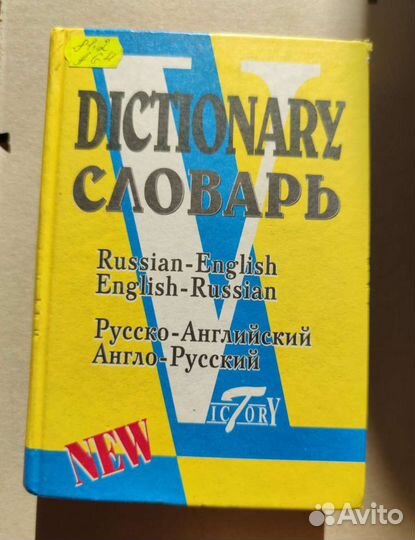 DICTIONARY
СЛОВАРЬ
Russian-English
English-Russian
Русско-Английский
Англо-Русский
VICTORY
NEW
Avito